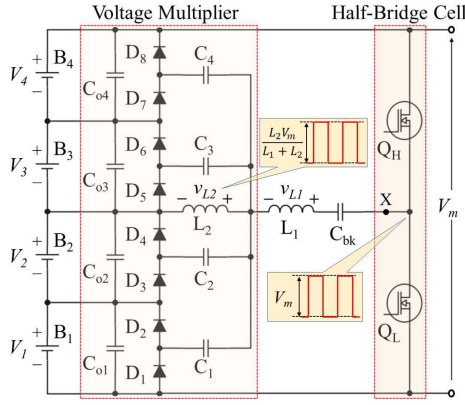 Voltage Multiplier
Half-Bridge Cell
V4 + − B4
Co4
D8
D7
C4
V3 + − B3
Co3
D6
D5
C3
V2 + − B2
Co2
D4
D3
C2
V1 + − B1
Co1
D2
D1
C1
L2Vm
L1 + L2
− vL2 +
L2
− vL1 +
L1
Cbk
X
QH
Vm
Vm
QL